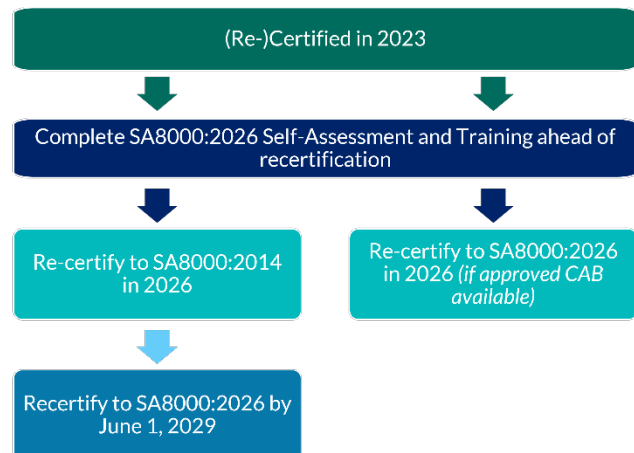 (Re-)Certified in 2023
Complete SA8000:2026 Self-Assessment and Training ahead of
recertification
Re-certify to SA8000:2014
in 2026
Re-certify to SA8000:2026
in 2026 (if approved CAB
available)
Recertify to SA8000:2026 by
June 1, 2029